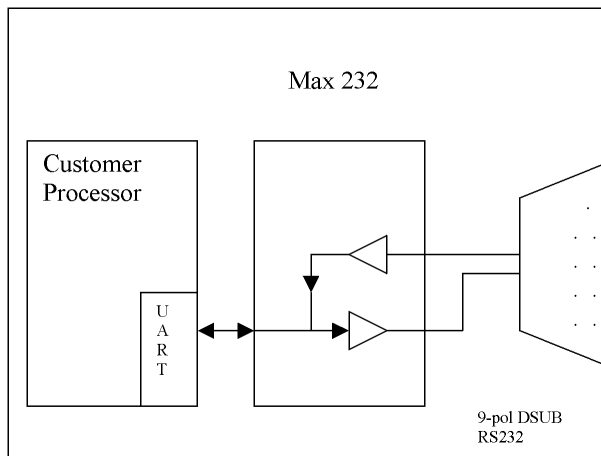 Max 232
Customer
Processor
U
A
R
T
9-pol DSUB
RS232